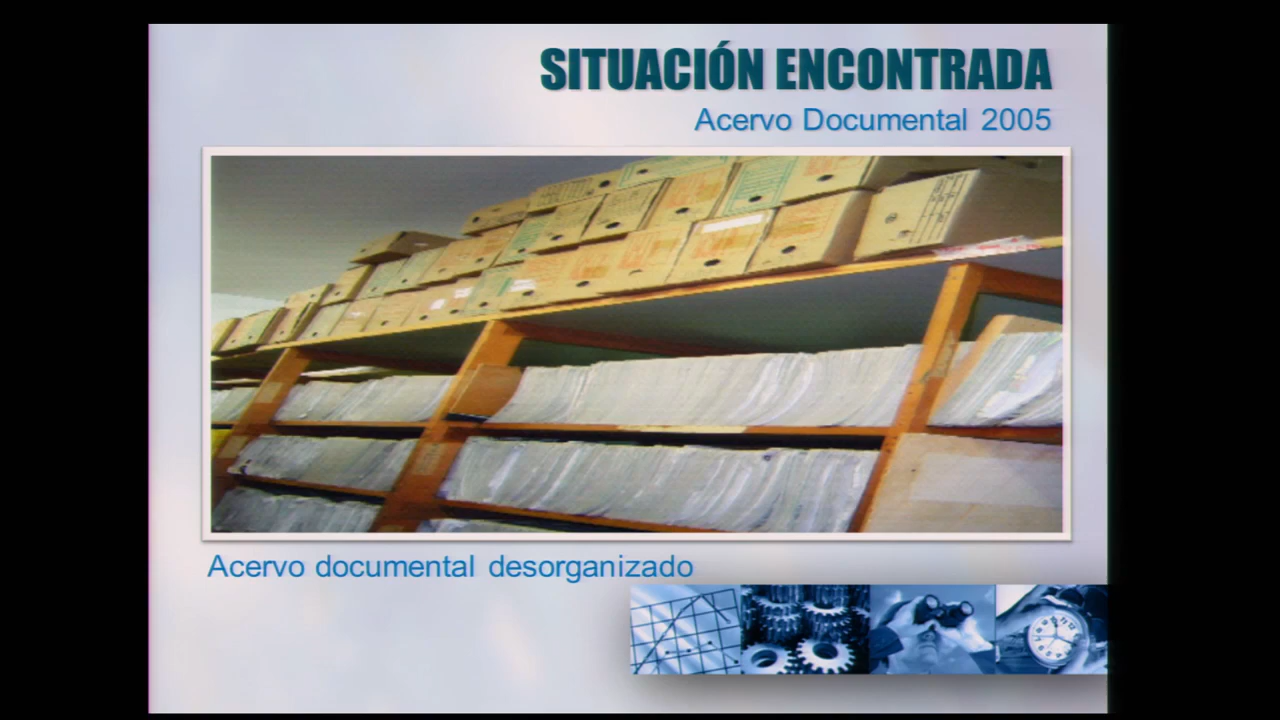 SITUACIÓN ENCONTRADA
Acervo Documental 2005
Acervo documental desorganizado